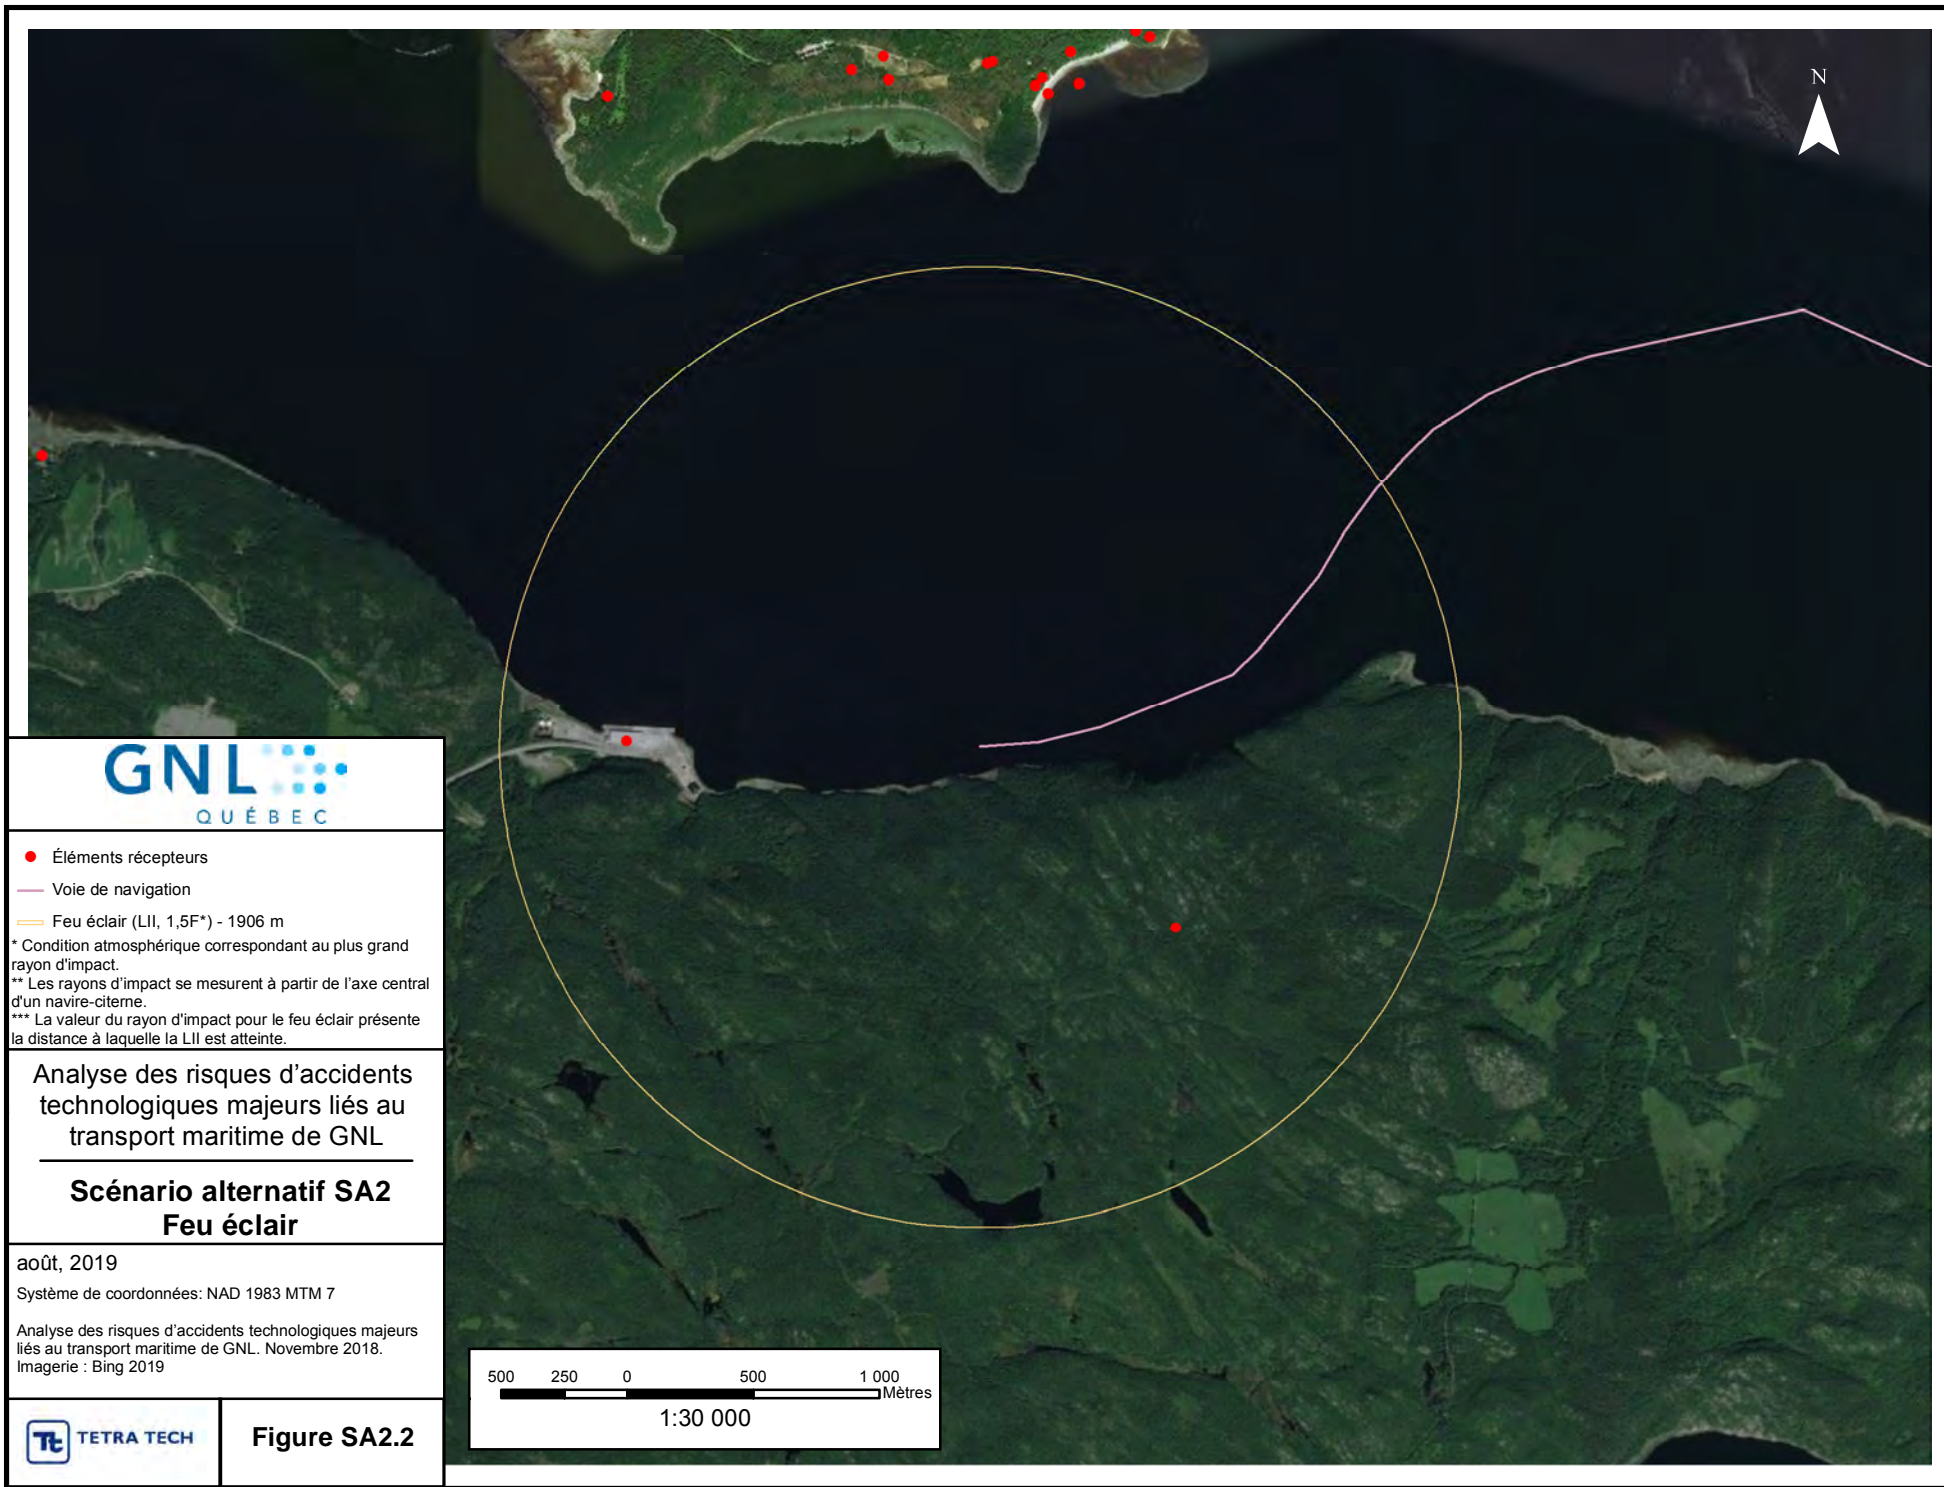 N
GNL
QUÉBEC
Éléments récepteurs
Voie de navigation
Feu éclair (LII, 1,5F*) - 1906 m
* Condition atmosphérique correspondant au plus grand
rayon d'impact.
** Les rayons d'impact se mesurent à partir de l'axe central
d'un navire-citerne.
*** La valeur du rayon d'impact pour le feu éclair présente
la distance à laquelle la LII est atteinte.
Analyse des risques d'accidents
technologiques majeurs liés au
transport maritime de GNL
Scénario alternatif SA2
Feu éclair
août, 2019
Système de coordonnées: NAD 1983 MTM 7
Analyse des risques d'accidents technologiques majeurs
liés au transport maritime de GNL. Novembre 2018.
Imagerie : Bing 2019
Tt TETRA TECH
Figure SA2.2
500 250 0 500 1 000
Mètres
1:30 000